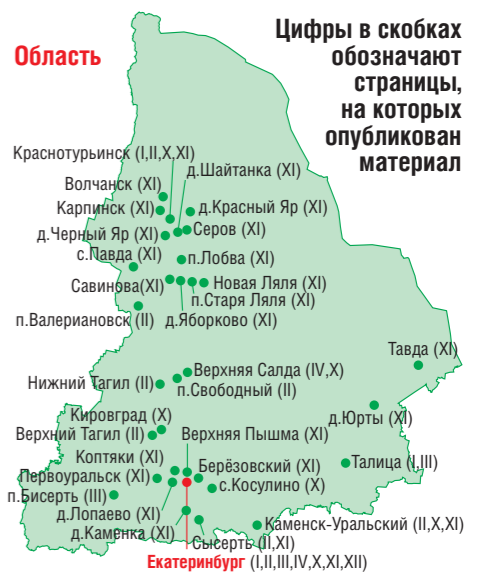 Цифры в скобках
обозначают
страницы,
на которых
опубликован
материал
Область
Краснотурьинск (I,II,X,XI)
д.Шайтанка (XI)
Волчанск (XI)
Карпинск (XI)
д.Красный Яр (XI)
д.Черный Яр (XI)
Серов (XI)
с.Павда (XI)
п.Лобва (XI)
Савинова(XI)
Новая Ляля (XI)
п.Старя Ляля (XI)
п.Валериановск (II)
д.Яборково (XI)
Тавда (XI)
Верхняя Салда (IV,X)
Нижний Тагил (II)
п.Свободный (II)
Кировград (X)
д.Юрты (XI)
Верхний Тагил (II)
Верхняя Пышма (XI)
Коптяки (XI)
Берёзовский (XI)
Талица (I,III)
Первоуральск (XI)
с.Косулино (X)
п.Бисерть (III)
д.Лопаево (XI)
д.Каменка (XI)
Каменск-Уральский (II,X,XI)
Сысерть (II,XI)
Екатеринбург (I,II,III,IV,X,XI,XII)